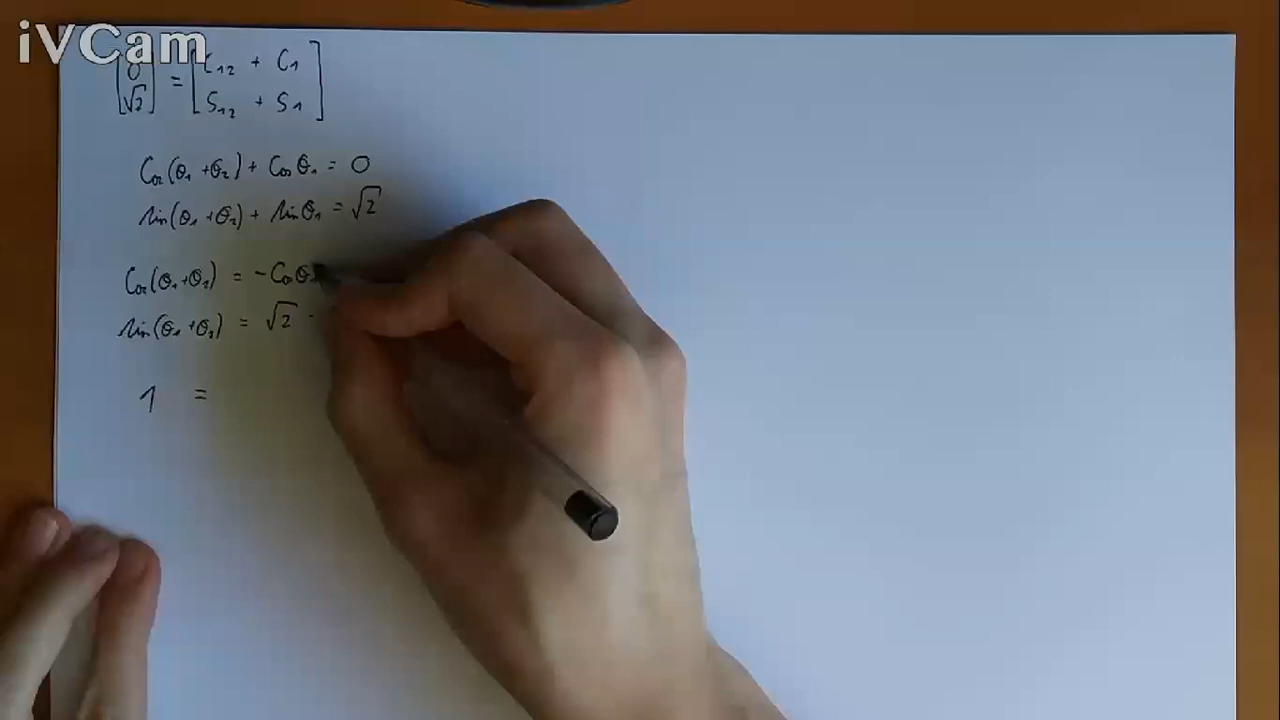 iVCam
[0 √2] = [C₁₂ + C₁
S₁₂ + S₁]
Cos(θ₁ + θ₂) + Cos θ₁ = 0
sin(θ₁ + θ₂) + sin θ₁ = √2
Cos(θ₁ + θ₂) = - Cos θ
sin(θ₁ + θ₂) = √2 -
1 =